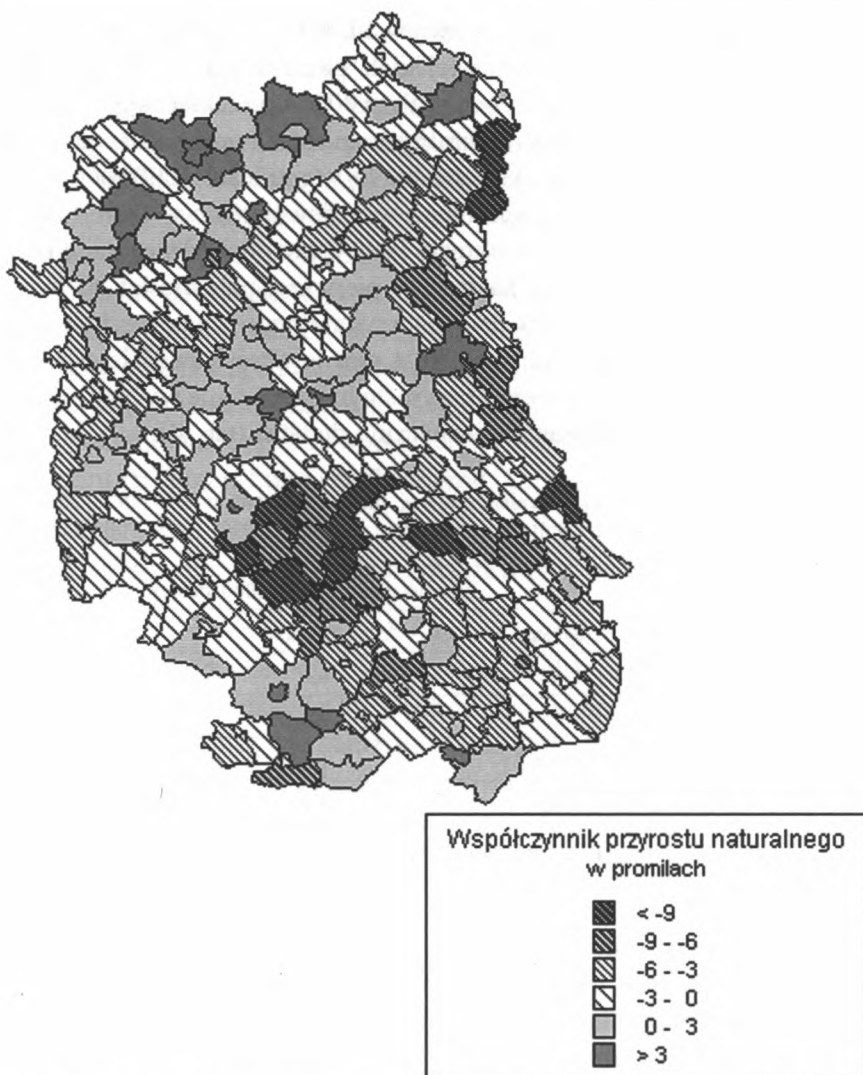 Współczynnik przyrostu naturalnego
w promilach
< -9
-9 - -6
-6 - -3
-3 - 0
0 - 3
> 3